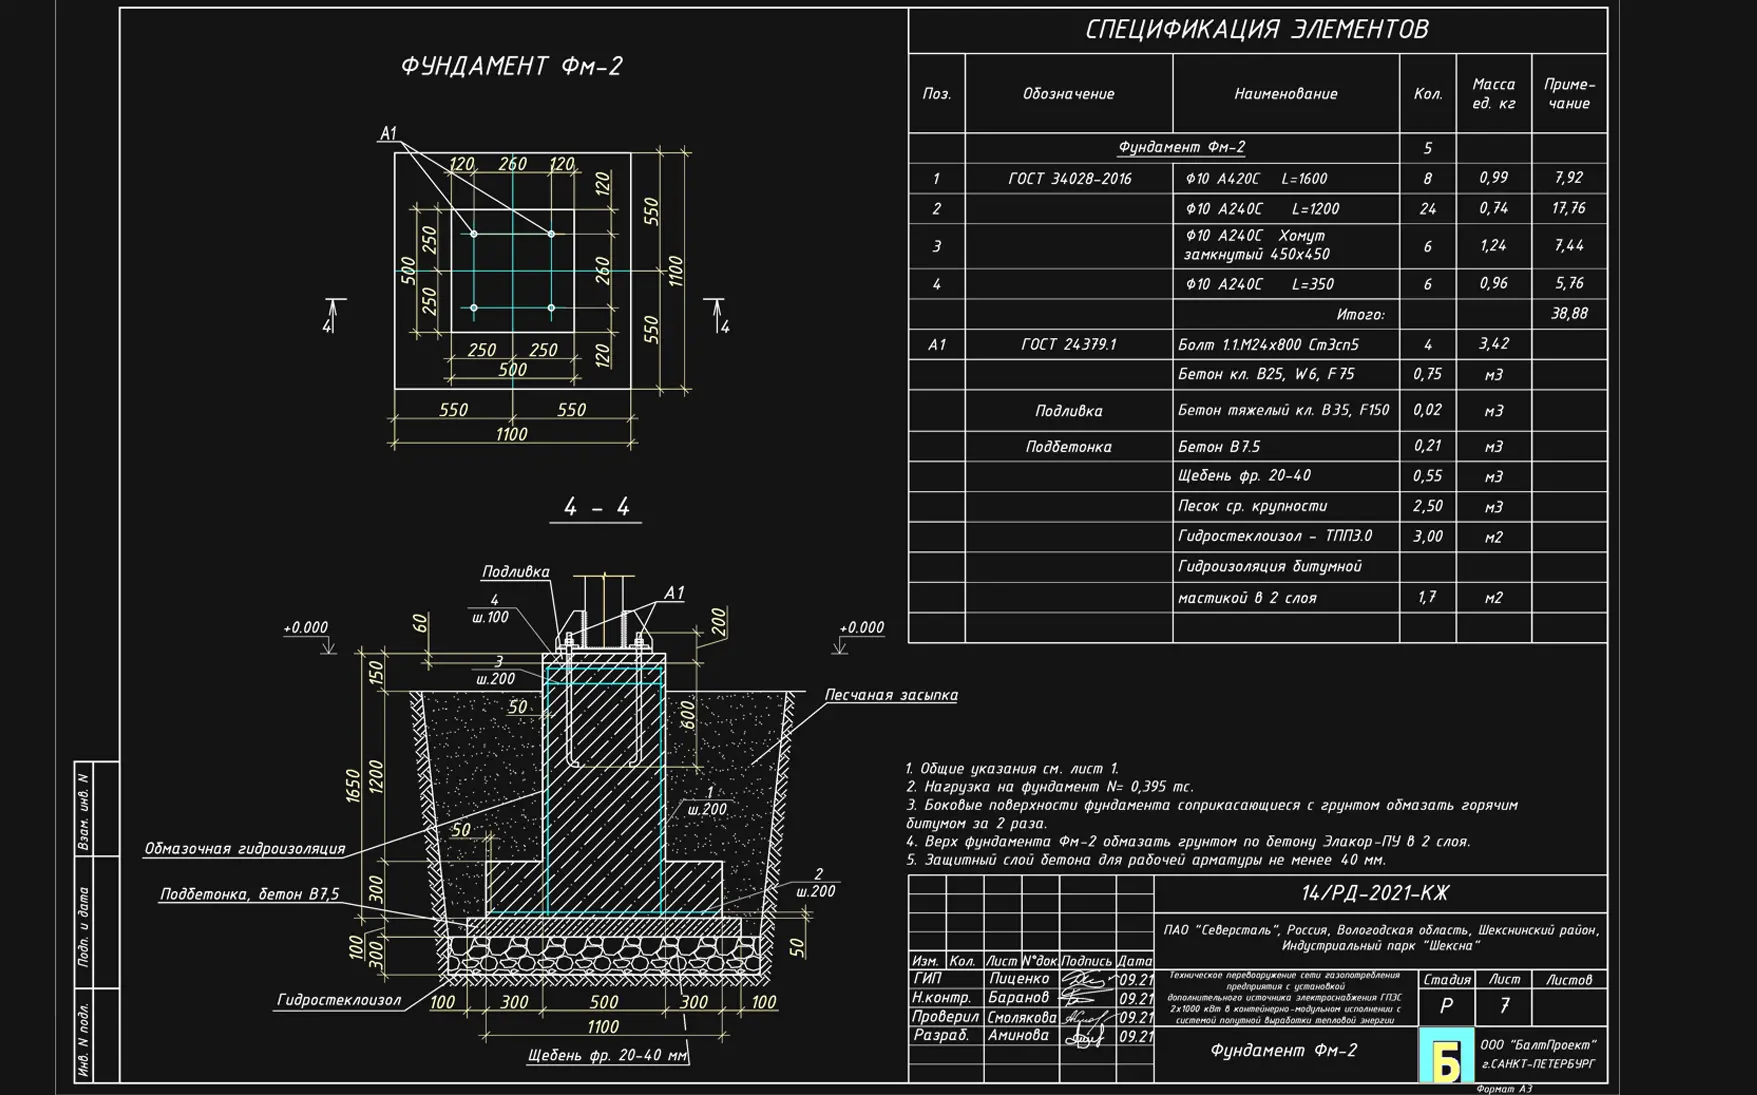 ФУНДАМЕНТ Фм-2
А1
120 260 120
120
550
250
500
260
1100
250
550
4 4
250 250
120
500
550 550
1100
4 - 4
Подливка
4
ш.100
А1
200
60
+0.000 +0.000
150
3
ш.200
50
Песчаная засыпка
600
1650
1200
1
ш.200
50
Обмазочная гидроизоляция
2
ш.200
Подбетонка, бетон В7,5
300
100
300
50
Гидростеклоизол
100 300 500 300 100
1100
Щебень фр. 20-40 мм
СПЕЦИФИКАЦИЯ ЭЛЕМЕНТОВ
Поз. Обозначение Наименование Кол. Масса ед. кг Приме-чание
Фундамент Фм-2 5
1 ГОСТ 34028-2016 Ф10 А420С L=1600 8 0,99 7,92
2 Ф10 А240С L=1200 24 0,74 17,76
3 Ф10 А240С Хомут замкнутый 450х450 6 1,24 7,44
4 Ф10 А240С L=350 6 0,96 5,76
Итого: 38,88
А1 ГОСТ 24379.1 Болт 1.1.М24х800 Ст3сп5 4 3,42
Бетон кл. В25, W6, F75 0,75 м3
Подливка Бетон тяжелый кл. В35, F150 0,02 м3
Подбетонка Бетон В7.5 0,21 м3
Щебень фр. 20-40 0,55 м3
Песок ср. крупности 2,50 м3
Гидростеклоизол - ТПП3.0 3,00 м2
Гидроизоляция битумной
мастикой в 2 слоя 1,7 м2
1. Общие указания см. лист 1.
2. Нагрузка на фундамент N= 0,395 тс.
3. Боковые поверхности фундамента соприкасающиеся с грунтом обмазать горячим
битумом за 2 раза.
4. Верх фундамента Фм-2 обмазать грунтом по бетону Элакор-ПУ в 2 слоя.
5. Защитный слой бетона для рабочей арматуры не менее 40 мм.
14/РД-2021-КЖ
ПАО "Северсталь", Россия, Вологодская область, Шекснинский район,
Индустриальный парк "Шексна"
Изм. Кол. Лист N°док Подпись Дата
ГИП Пиценко 09.21
Н.контр. Баранов 09.21
Проверил Смолякова 09.21
Разраб. Аминова 09.21
Техническое перевооружение сети газопотребления
предприятия с установкой
дополнительного источника электроснабжения ГПЭС
2х1000 кВт в контейнерно-модульном исполнении с
системой попутной выработки тепловой энергии
Стадия Лист Листов
Р 7
Фундамент Фм-2
Б
ООО "БалтПроект"
г.САНКТ-ПЕТЕРБУРГ
Формат А3
Взам. инв. N
Подп. и дата
Инв. N подл.